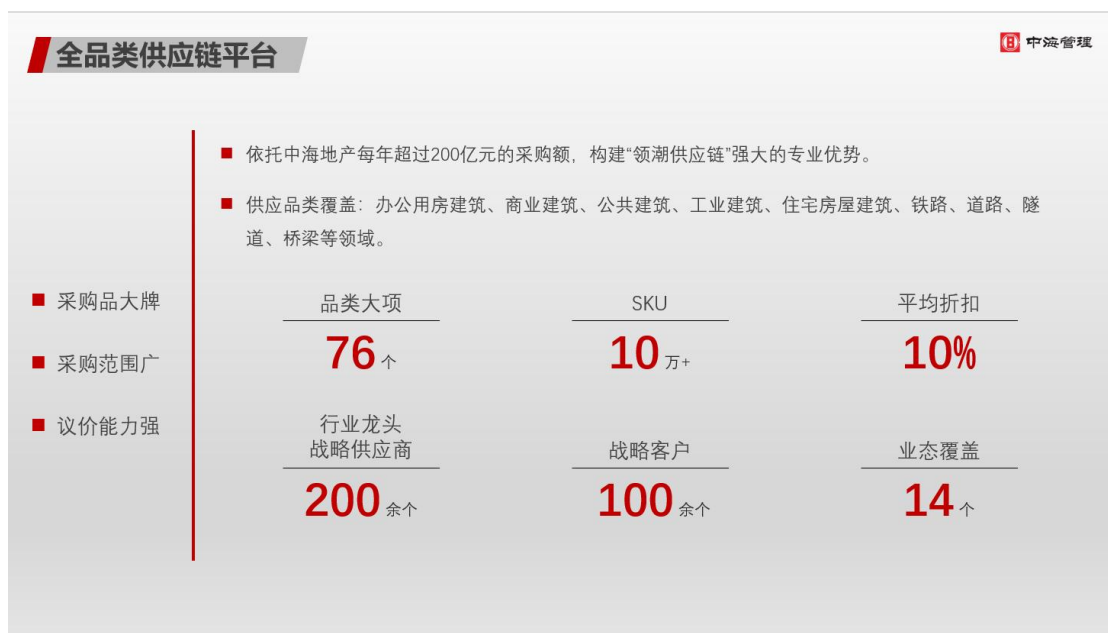 全品类供应链平台
中海管理
依托中海地产每年超过200亿元的采购额，构建“领潮供应链”强大的专业优势。
供应品类覆盖：办公用房建筑、商业建筑、公共建筑、工业建筑、住宅房屋建筑、铁路、道路、隧
道、桥梁等领域。
采购品大牌
采购范围广
议价能力强
品类大项
76个
SKU
10万+
平均折扣
10%
行业龙头
战略供应商
200余个
战略客户
100余个
业态覆盖
14个